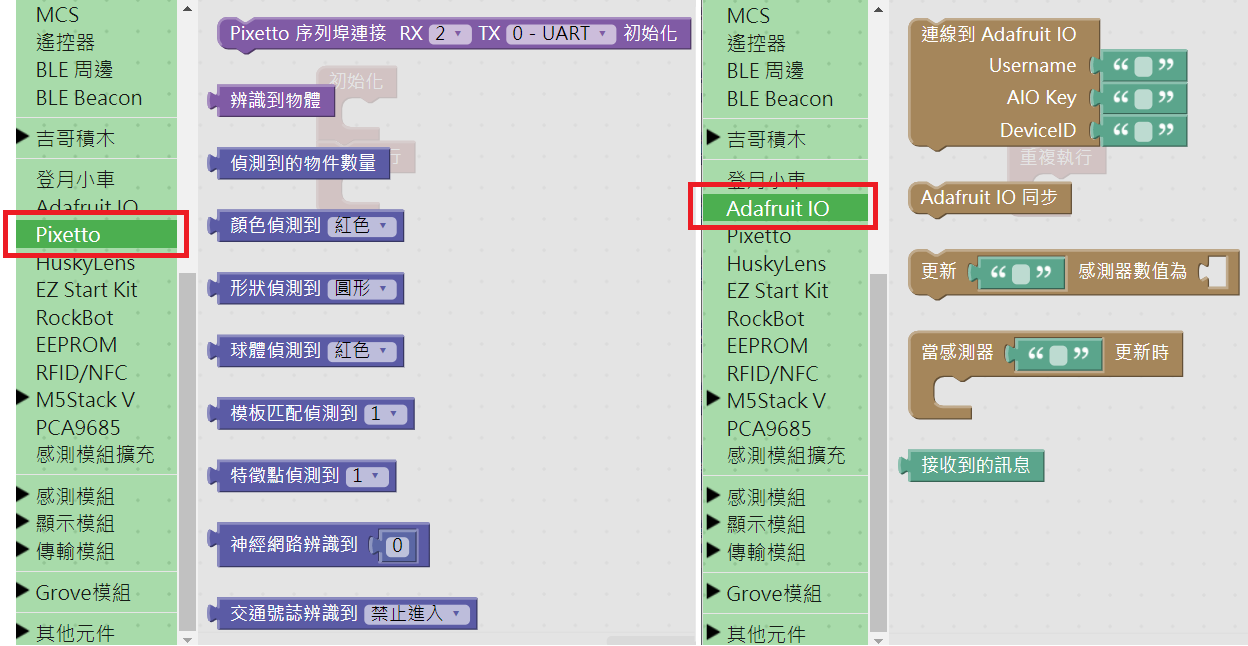 MCS
遙控器
BLE 周邊
BLE Beacon
吉哥積木
登月小車
Adafruit IO
Pixetto
HuskyLens
EZ Start Kit
RockBot
EEPROM
RFID/NFC
M5Stack V
PCA9685
感測模組擴充
感測模組
顯示模組
傳輸模組
Grove模組
其他元件
Pixetto 序列埠連接 RX 2 TX 0 - UART 初始化
初始化
辨識到物體
行
偵測到的物件數量
顏色偵測到 紅色
形狀偵測到 圓形
球體偵測到 紅色
模板匹配偵測到 1
特徵點偵測到 1
神經網路辨識到 0
交通號誌辨識到 禁止進入
MCS
遙控器
BLE 周邊
BLE Beacon
吉哥積木
登月小車
Adafruit IO
Pixetto
HuskyLens
EZ Start Kit
RockBot
EEPROM
RFID/NFC
M5Stack V
PCA9685
感測模組擴充
感測模組
顯示模組
傳輸模組
Grove模組
其他元件
連線到 Adafruit IO
Username “ ”
AIO Key “ ”
DeviceID “ ”
重複執行
Adafruit IO 同步
更新 “ ” 感測器數值為
當感測器 “ ” 更新時
接收到的訊息